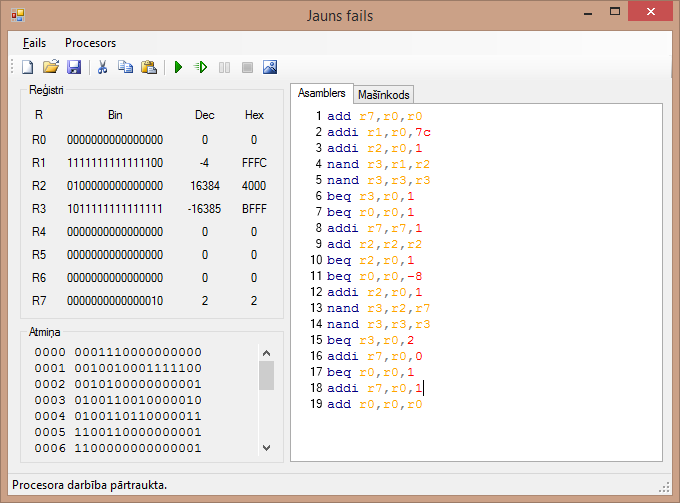 Jauns fails
Fails Procesors
Reģistri
R Bin Dec Hex
R0 0000000000000000 0 0
R1 1111111111111100 -4 FFFC
R2 0100000000000000 16384 4000
R3 1011111111111111 -16385 BFFF
R4 0000000000000000 0 0
R5 0000000000000000 0 0
R6 0000000000000000 0 0
R7 0000000000000010 2 2
Atmiņa
0000 0001110000000000
0001 0010010001111100
0002 0010100000000001
0003 0100110010000010
0004 0100110110000011
0005 1100110000000001
0006 1100000000000001
Asamblers Mašīnkods
1 add r7,r0,r0
2 addi r1,r0,7c
3 addi r2,r0,1
4 nand r3,r1,r2
5 nand r3,r3,r3
6 beq r3,r0,1
7 beq r0,r0,1
8 addi r7,r7,1
9 add r2,r2,r2
10 beq r2,r0,1
11 beq r0,r0,-8
12 addi r2,r0,1
13 nand r3,r2,r7
14 nand r3,r3,r3
15 beq r3,r0,2
16 addi r7,r0,0
17 beq r0,r0,1
18 addi r7,r0,1
19 add r0,r0,r0
Procesora darbība pārtraukta.